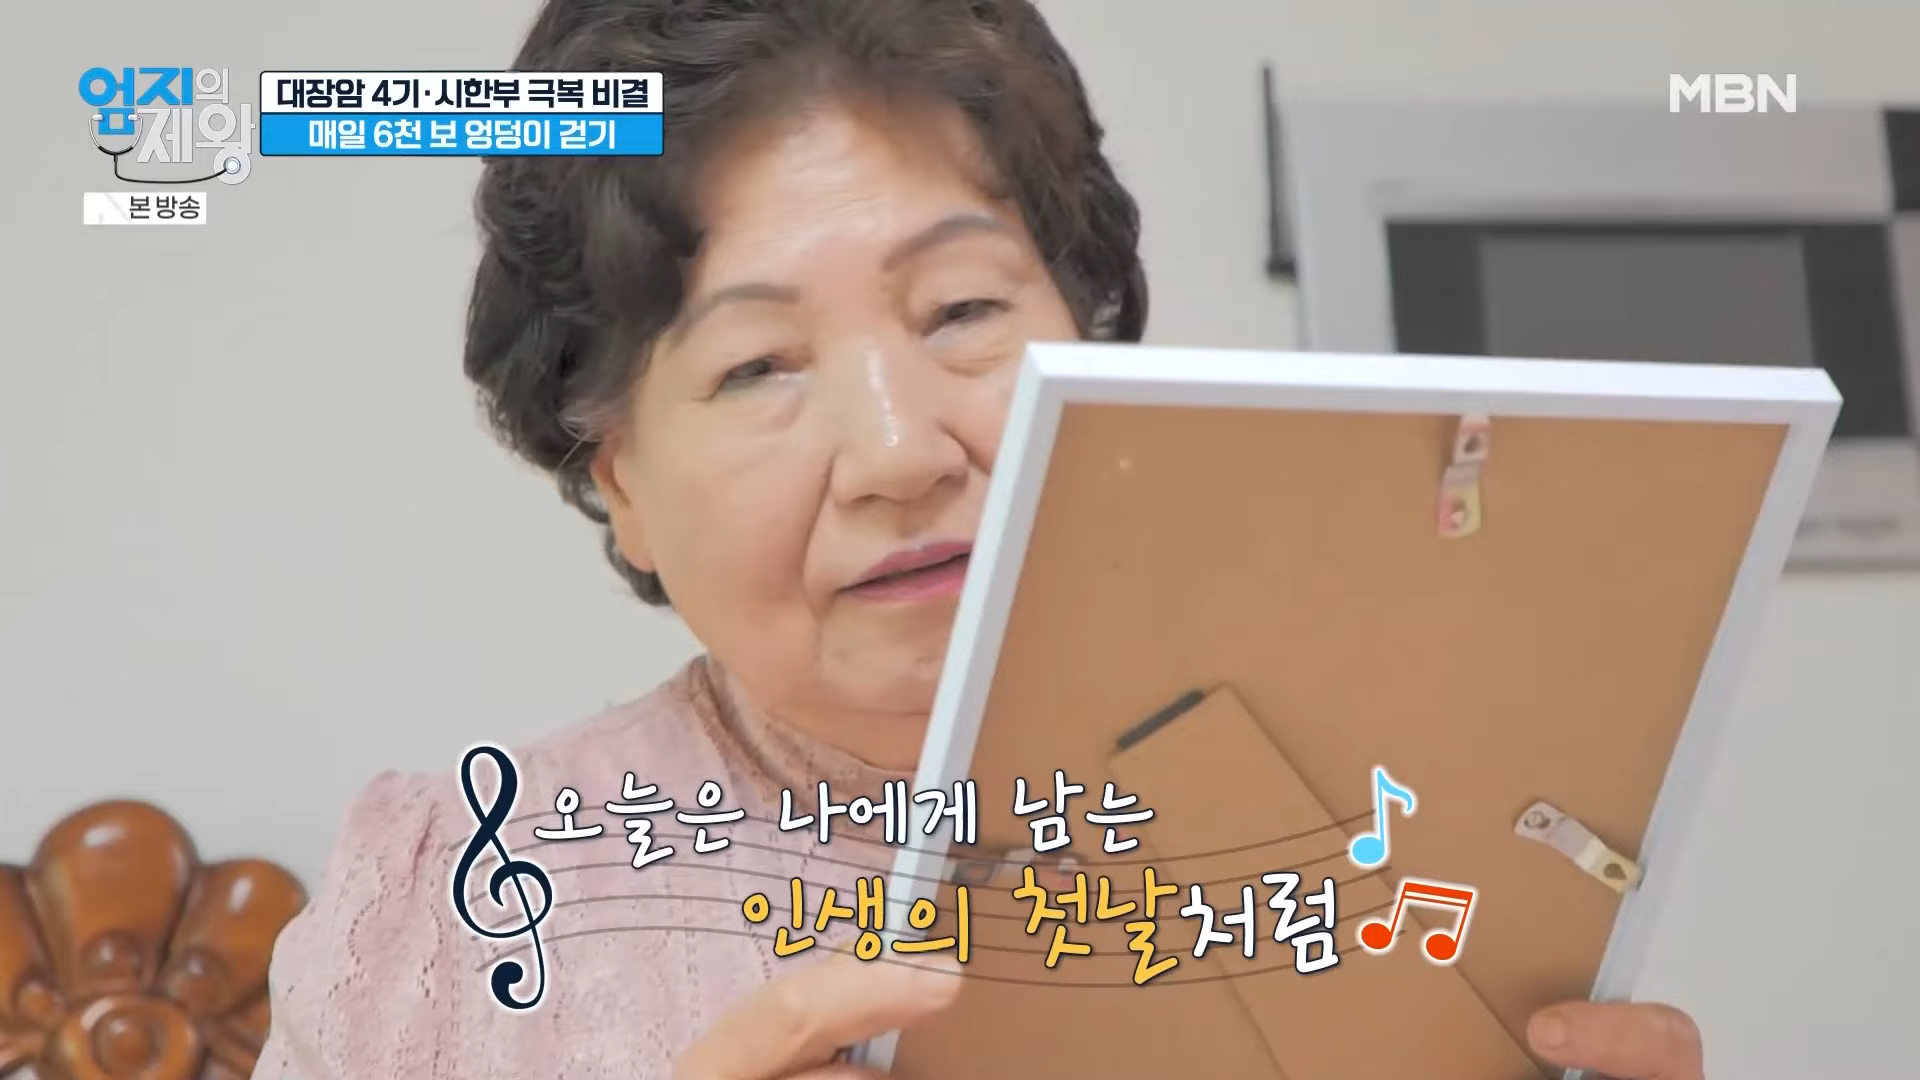 엄지의
제왕
대장암 4기·시한부 극복 비결
매일 6천 보 엉덩이 걷기
본 방송
MBN
오늘은 나에게 남는
인생의 첫날처럼